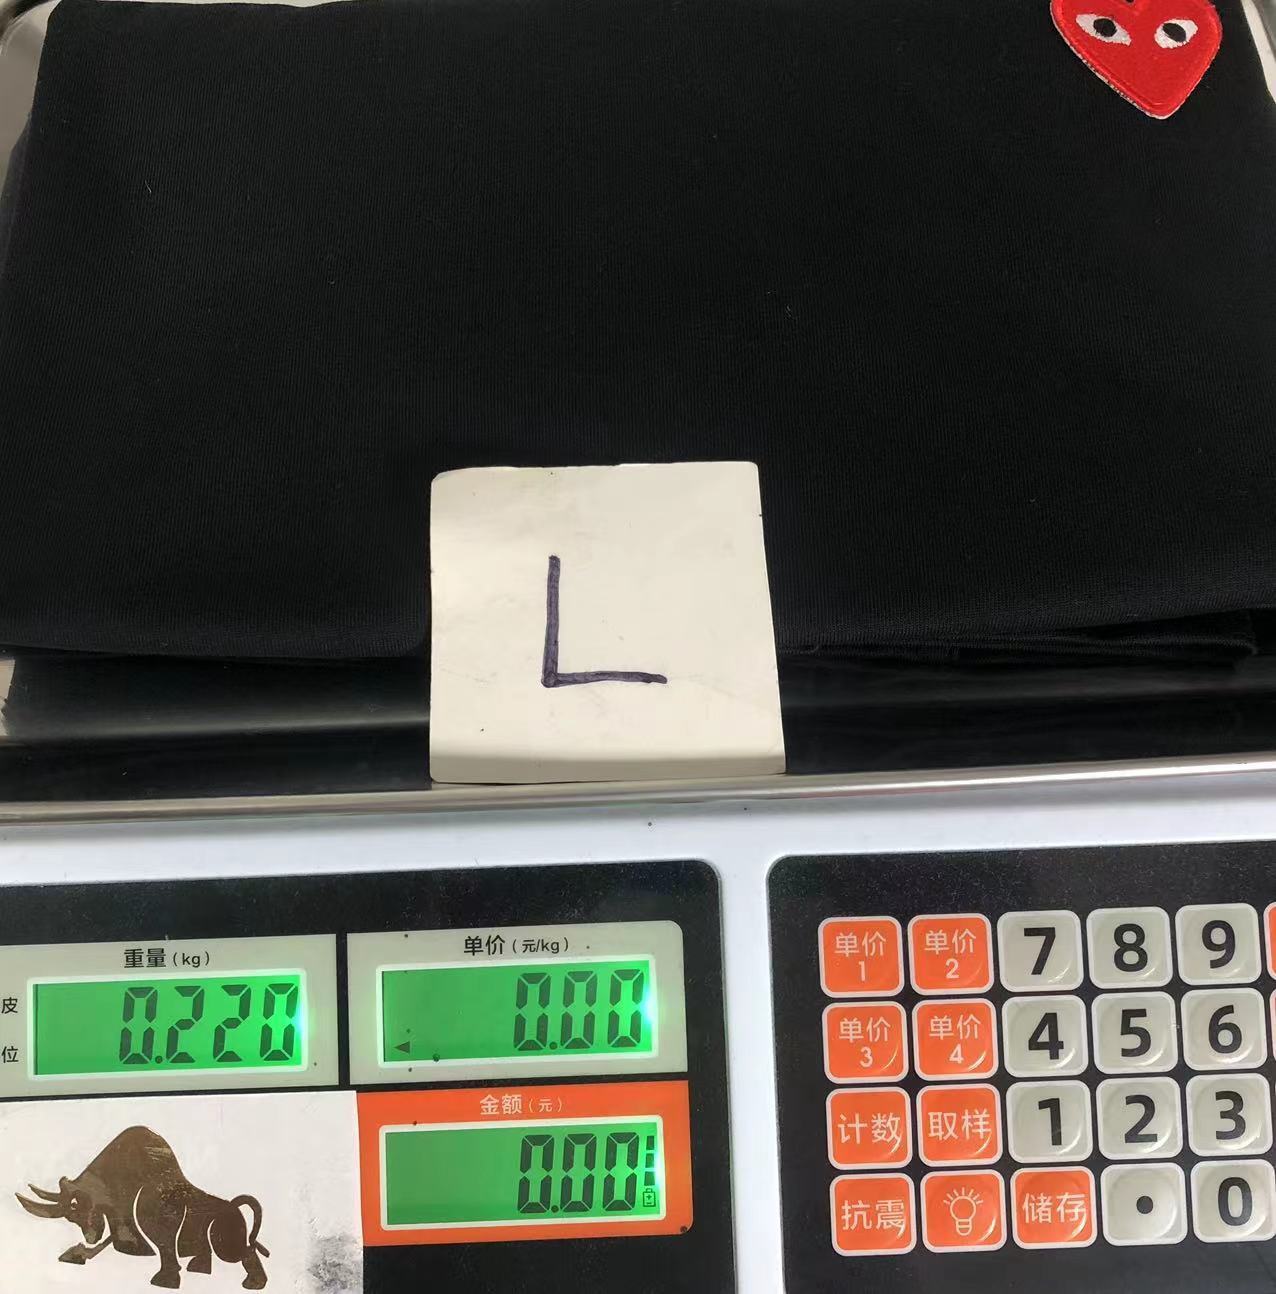 L
重量(kg)
单价(元/kg)
皮
位
0.220
0.00
金额(元)
0.00
单价1 单价2 7 8 9
单价3 单价4 4 5 6
计数 取样 1 2 3
抗震 储存 • 0